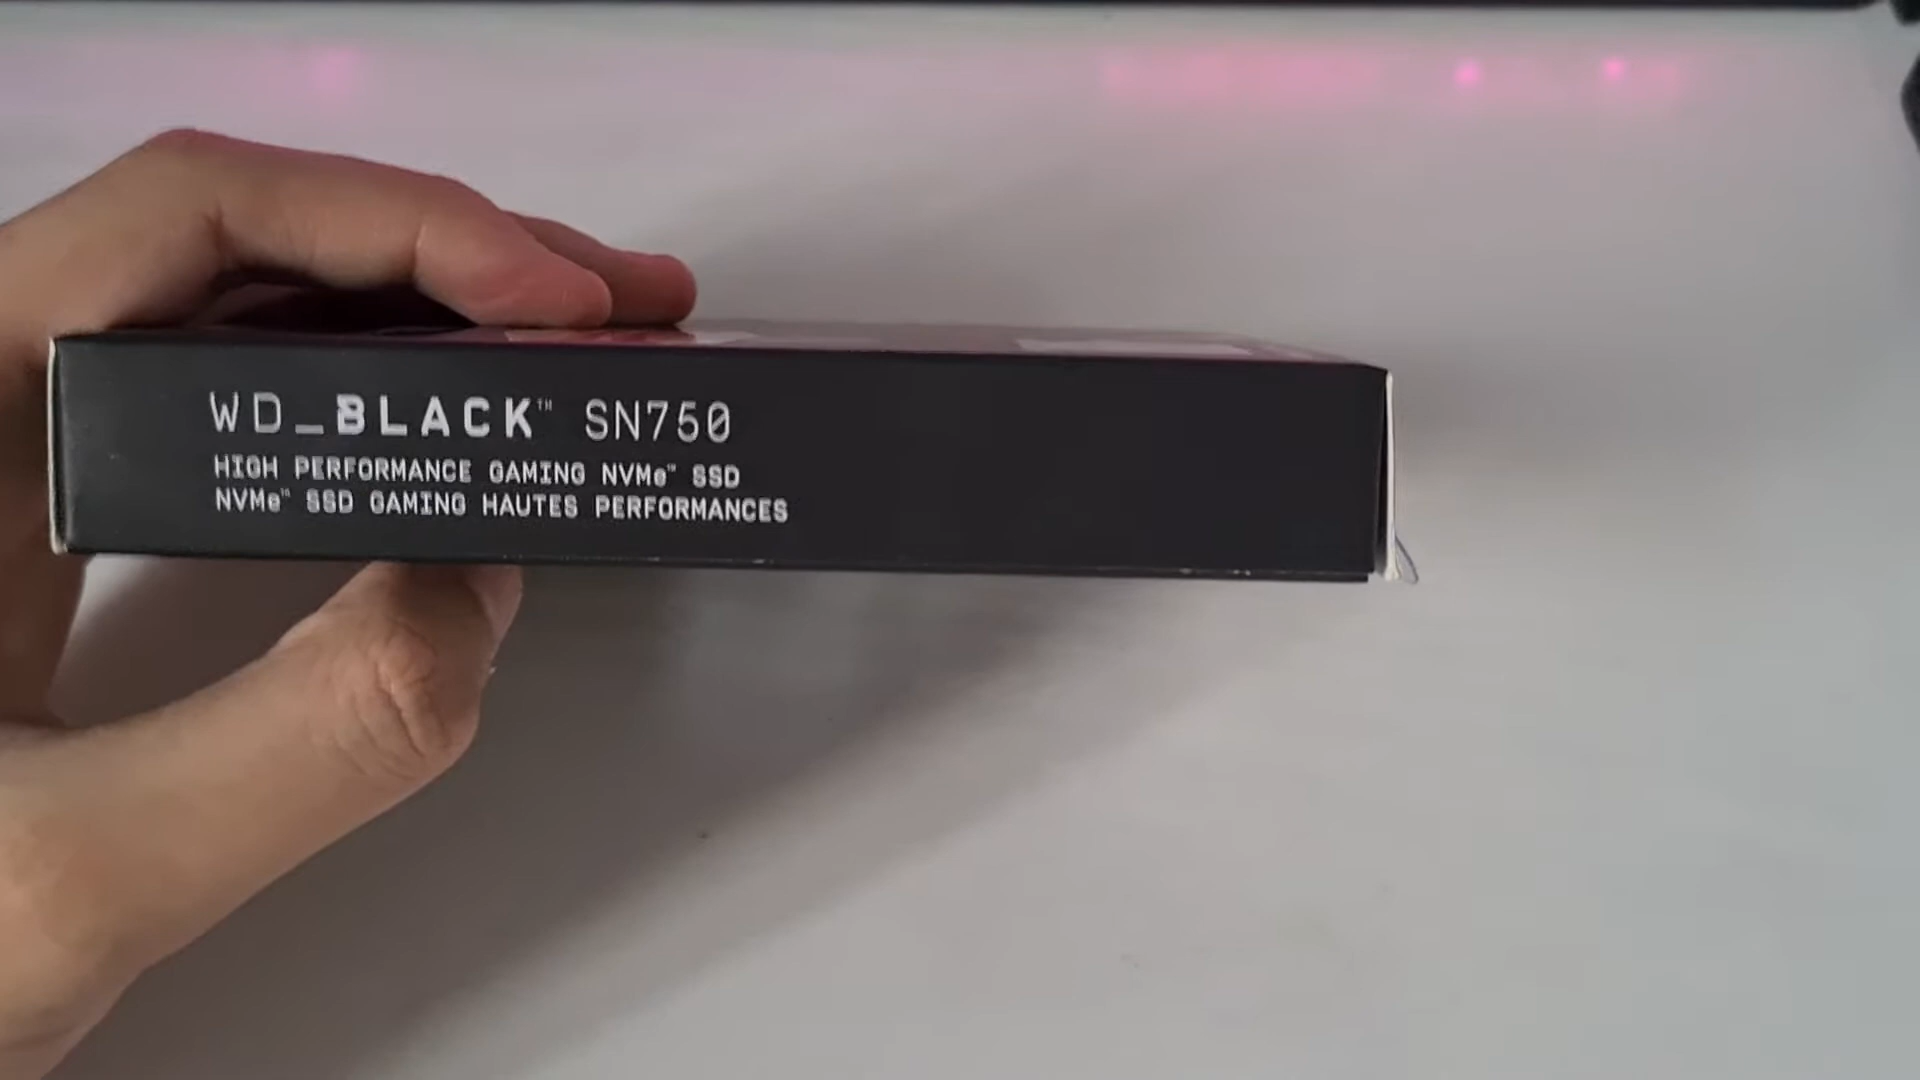 WD_BLACK™ SN750
HIGH PERFORMANCE GAMING NVMe™ SSD
NVMe™ SSD GAMING HAUTES PERFORMANCES